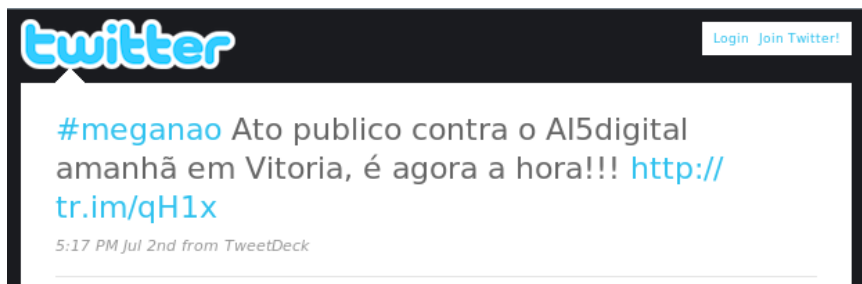 twitter
Login Join Twitter!
#meganao Ato publico contra o AI5digital
amanhã em Vitoria, é agora a hora!!! http://
tr.im/qH1x
5:17 PM Jul 2nd from TweetDeck